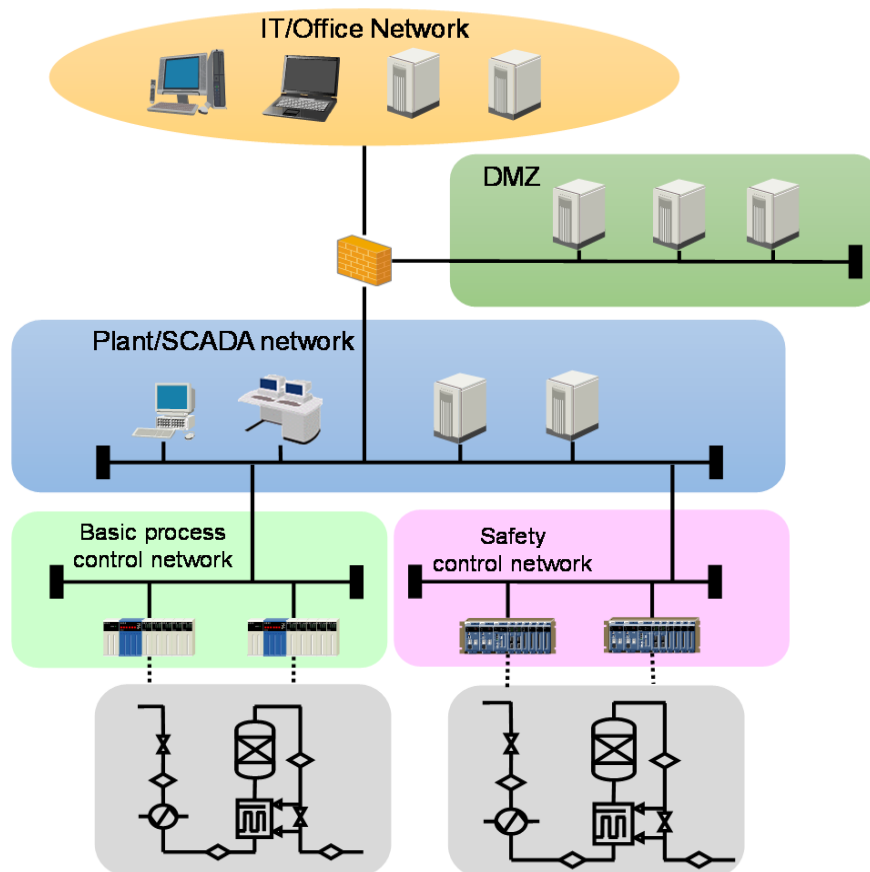 IT/Office Network
DMZ
Plant/SCADA network
Basic process
control network
Safety
control network